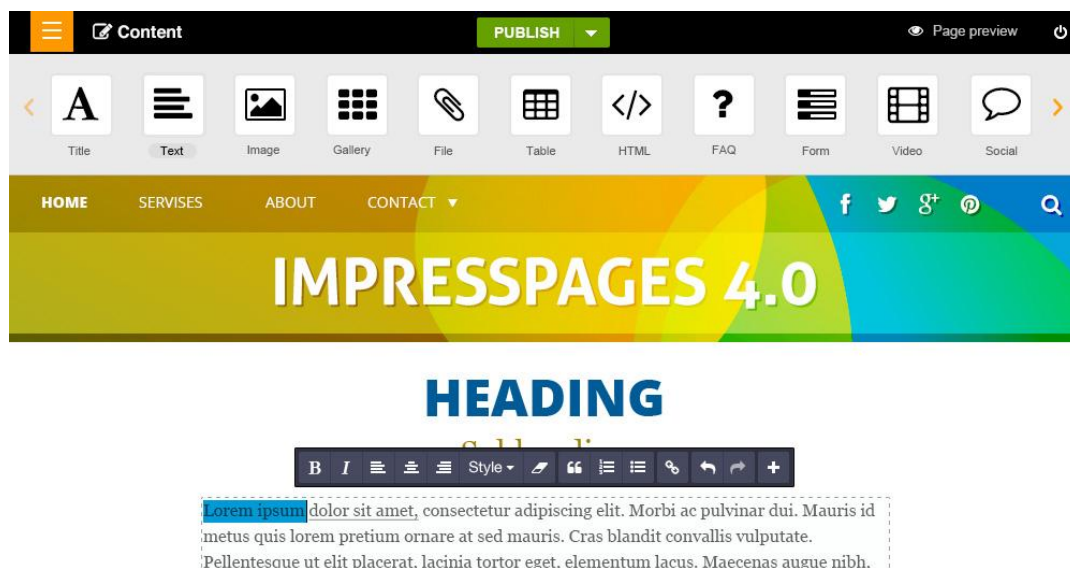 Content PUBLISH Page preview
Title Text Image Gallery File Table HTML FAQ Form Video Social
HOME SERVISES ABOUT CONTACT
IMPRESSPAGES 4.0
HEADING
B I Style
Lorem ipsum dolor sit amet, consectetur adipiscing elit. Morbi ac pulvinar dui. Mauris id
metus quis lorem pretium ornare at sed mauris. Cras blandit convallis vulputate.
Pellentesque ut elit placerat, lacinia tortor eget, elementum lacus. Maecenas augue nibh,